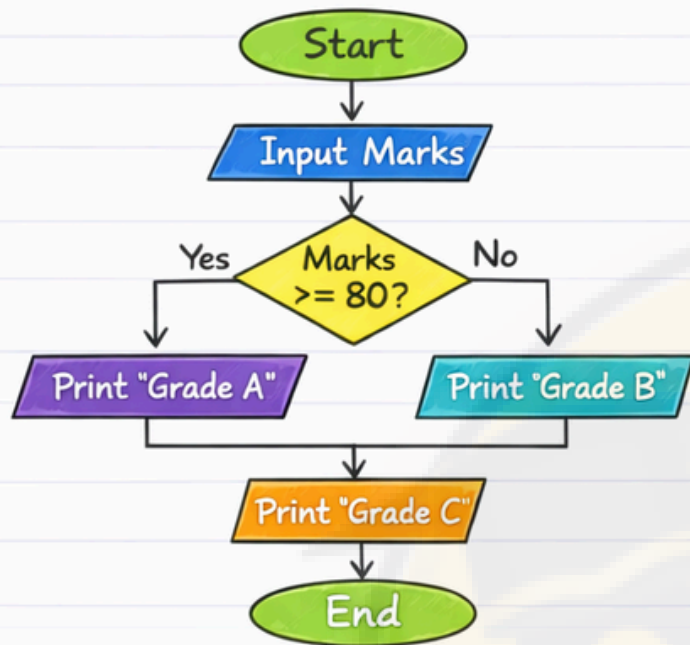 Start
Input Marks
Yes
Marks
>= 80?
No
Print "Grade A"
Print "Grade B"
Print "Grade C"
End